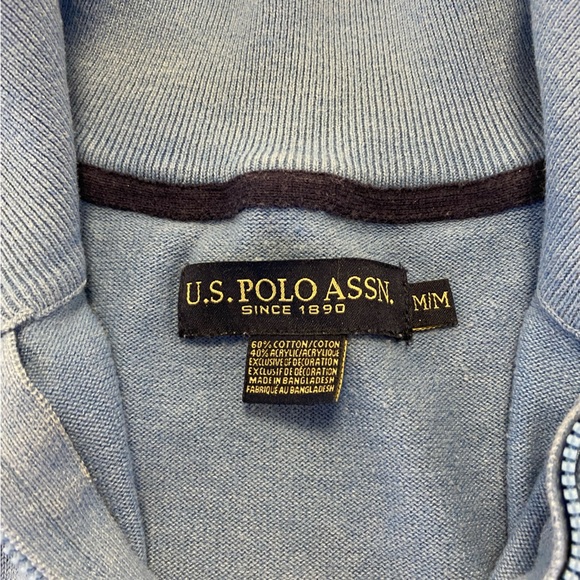 U.S. POLO ASSN.
SINCE 1890
M/M
60% COTTON/COTON
40% ACRYLIC/ACRYLIQUE
EXCLUSIVE OF DECORATION
EXCLUSIF DE DÉCORATION
MADE IN BANGLADESH
FABRIQUÉ AU BANGLADESH